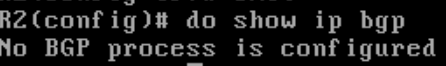 R2(config)# do show ip bgp
No BGP process is configured